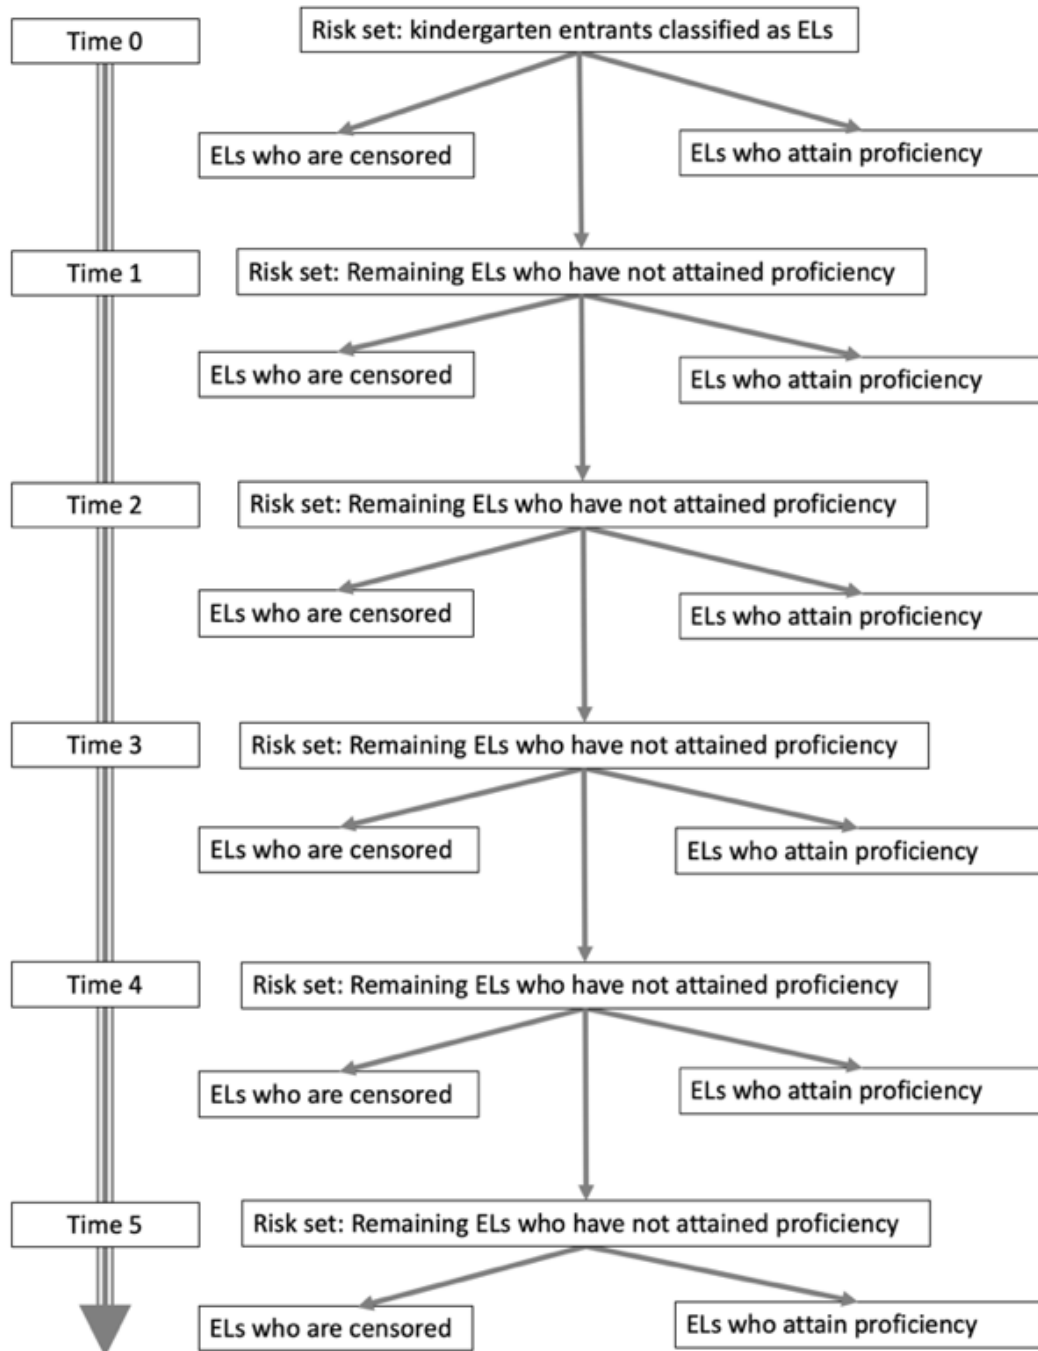 Time 0
Risk set: kindergarten entrants classified as ELs
ELs who are censored
ELs who attain proficiency
Time 1
Risk set: Remaining ELs who have not attained proficiency
ELs who are censored
ELs who attain proficiency
Time 2
Risk set: Remaining ELs who have not attained proficiency
ELs who are censored
ELs who attain proficiency
Time 3
Risk set: Remaining ELs who have not attained proficiency
ELs who are censored
ELs who attain proficiency
Time 4
Risk set: Remaining ELs who have not attained proficiency
ELs who are censored
ELs who attain proficiency
Time 5
Risk set: Remaining ELs who have not attained proficiency
ELs who are censored
ELs who attain proficiency